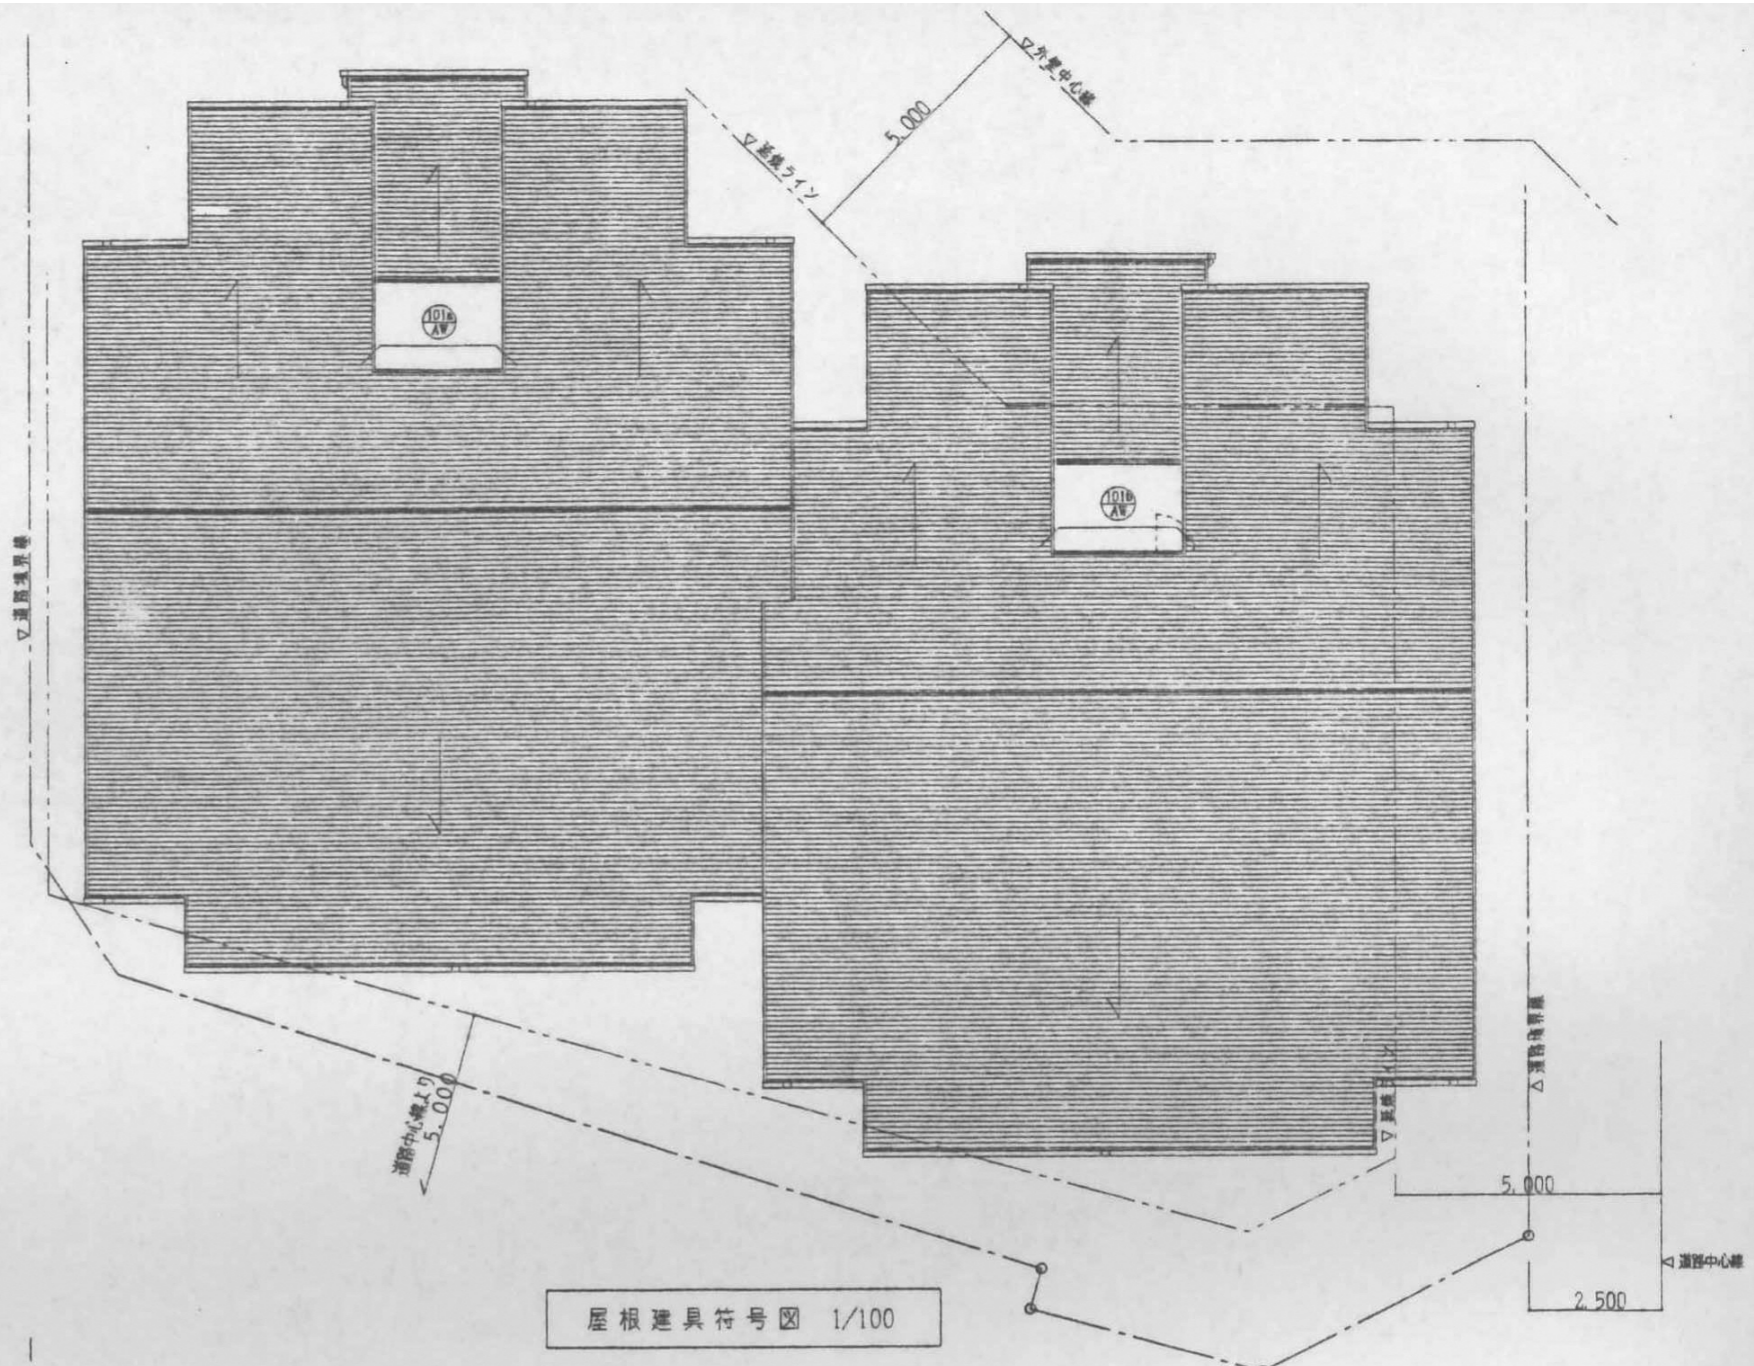 ▽外壁中心線
5,000
▽延焼ライン
101a
AW
101b
AW
▽道路境界線
▽道路境界線
▽延焼ライン
道路中心線より
5,000
5,000
▽道路中心線
2,500
屋根建具符号図 1/100